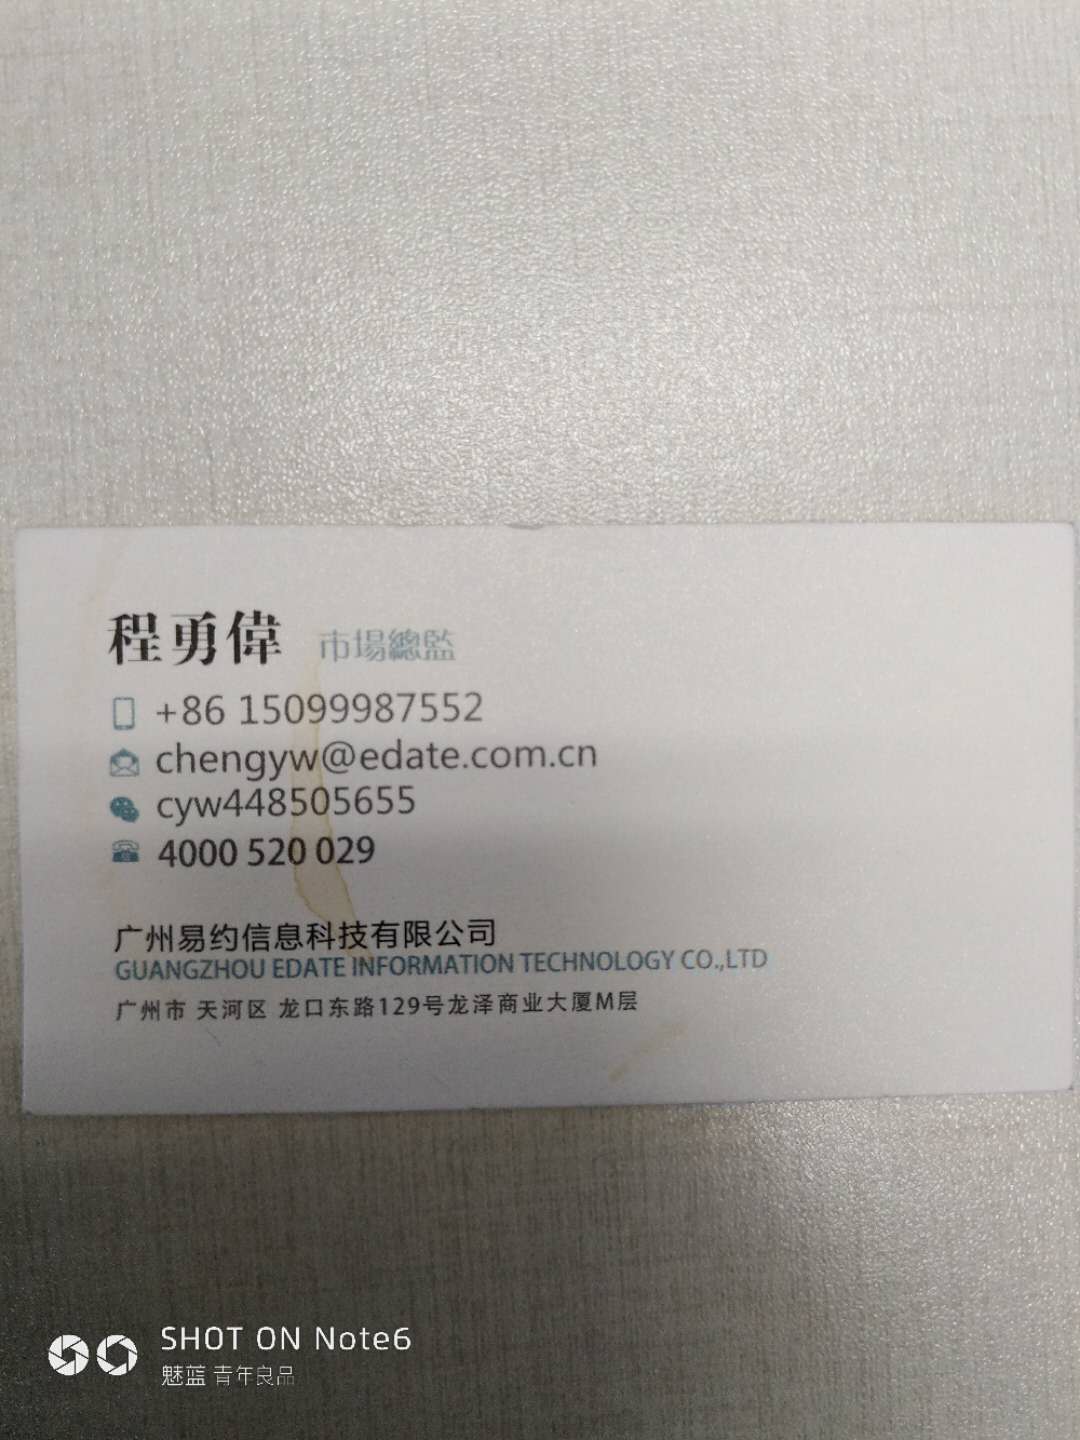 程勇偉 市場總監
+86 15099987552
chengyw@edate.com.cn
cyw448505655
4000 520 029
广州易约信息科技有限公司
GUANGZHOU EDATE INFORMATION TECHNOLOGY CO.,LTD
广州市 天河区 龙口东路129号龙泽商业大厦M层
SHOT ON Note6
魅蓝 青年良品